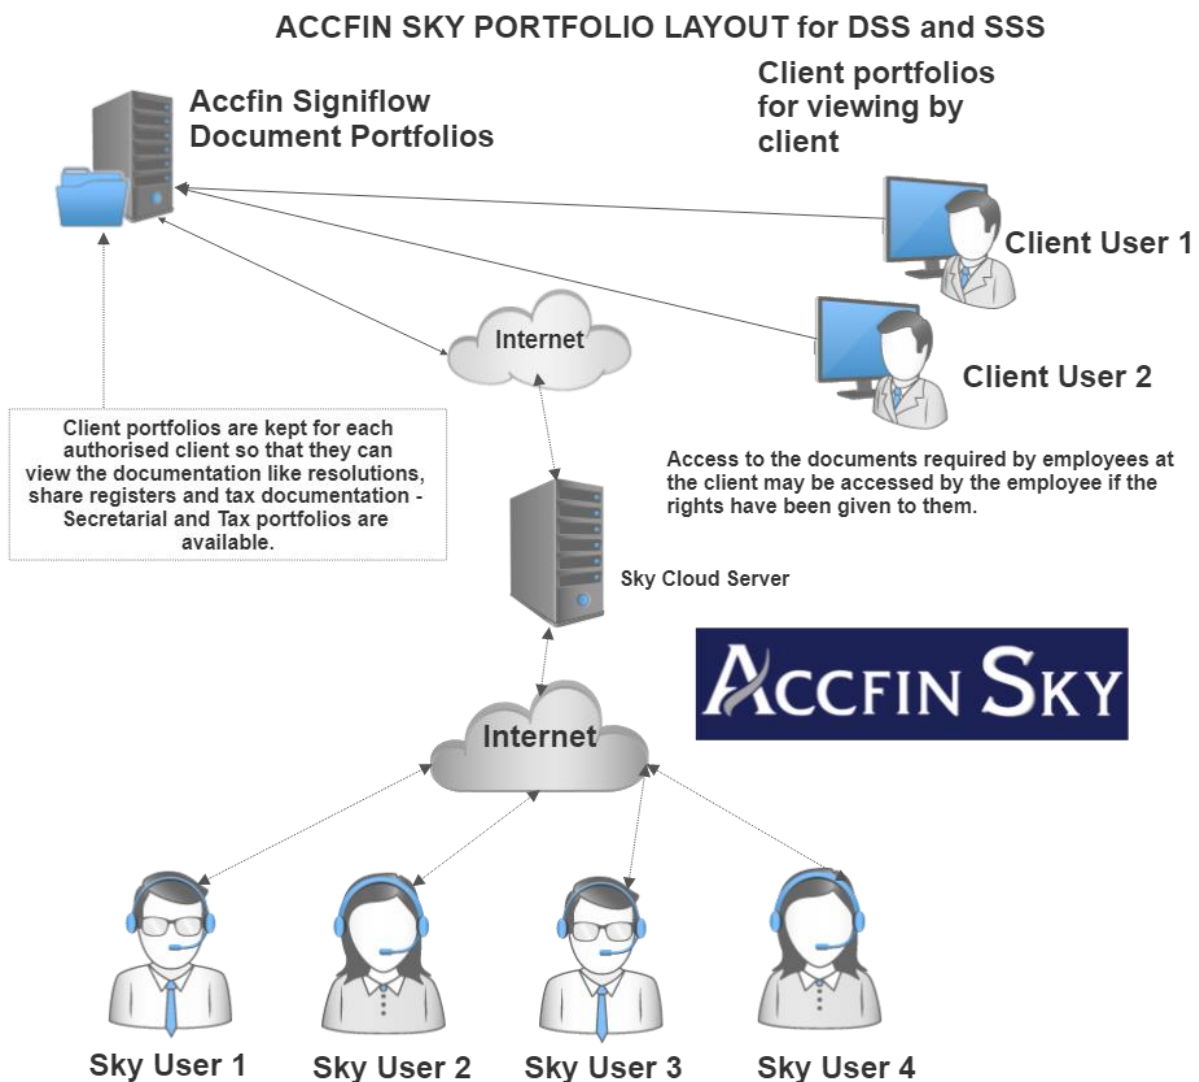 ACCFIN SKY PORTFOLIO LAYOUT for DSS and SSS
Accfin Signiflow
Document Portfolios
Client portfolios
for viewing by
client
Client User 1
Internet
Client User 2
Client portfolios are kept for each
authorised client so that they can
view the documentation like resolutions,
share registers and tax documentation -
Secretarial and Tax portfolios are
available.
Access to the documents required by employees at
the client may be accessed by the employee if the
rights have been given to them.
Sky Cloud Server
ACCFIN SKY
Internet
Sky User 1
Sky User 2
Sky User 3
Sky User 4